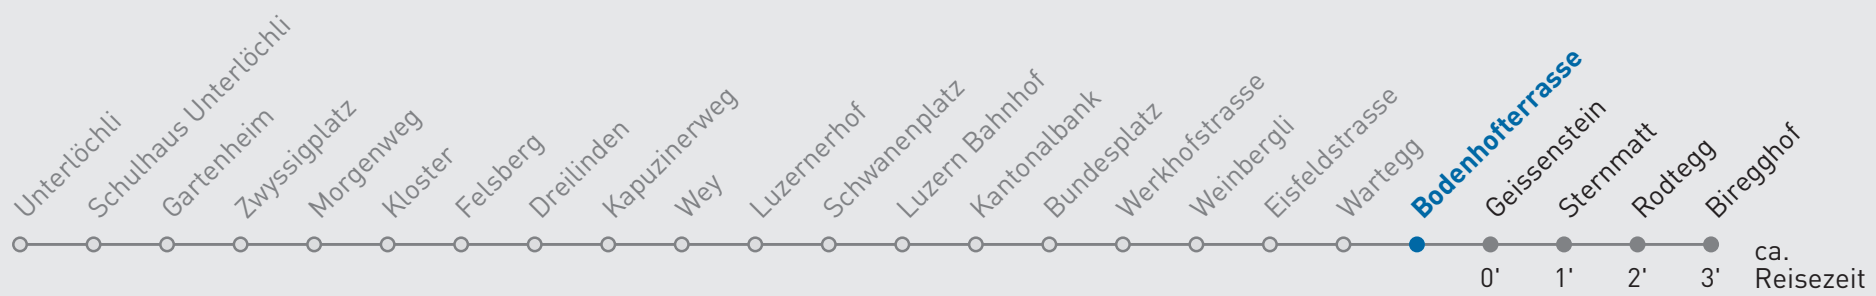 Unterlöchli
Schulhaus Unterlöchli
Gartenheim
Zwyssigplatz
Morgenweg
Kloster
Felsberg
Dreilinden
Kapuzinerweg
Wey
Luzernerhof
Schwanenplatz
Luzern Bahnhof
Kantonalbank
Bundesplatz
Werkhofstrasse
Weinbergli
Eisfeldstrasse
Wartegg
Bodenhofterrasse
Geissenstein
Sternmatt
Rodtegg
Biregghof
0' 1' 2' 3'
ca.
Reisezeit